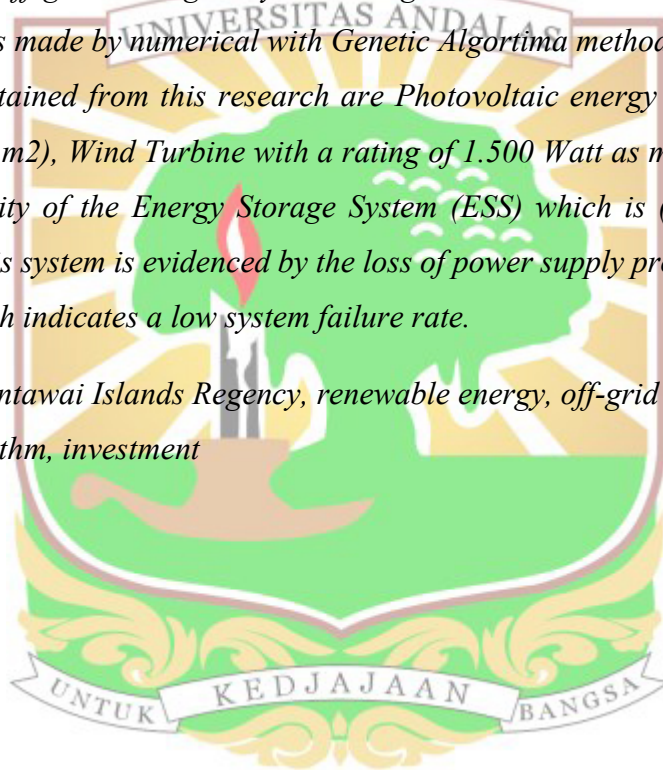 UNIVERSITAS ANDALAS
s made by numerical with Genetic Algortima method
tained from this research are Photovoltaic energy
m2), Wind Turbine with a rating of 1.500 Watt as m
ity of the Energy Storage System (ESS) which is (
is system is evidenced by the loss of power supply pr
h indicates a low system failure rate.
ntawai Islands Regency, renewable energy, off-grid
thm, investment
UNTUK KEDJAJAAN BANGSA